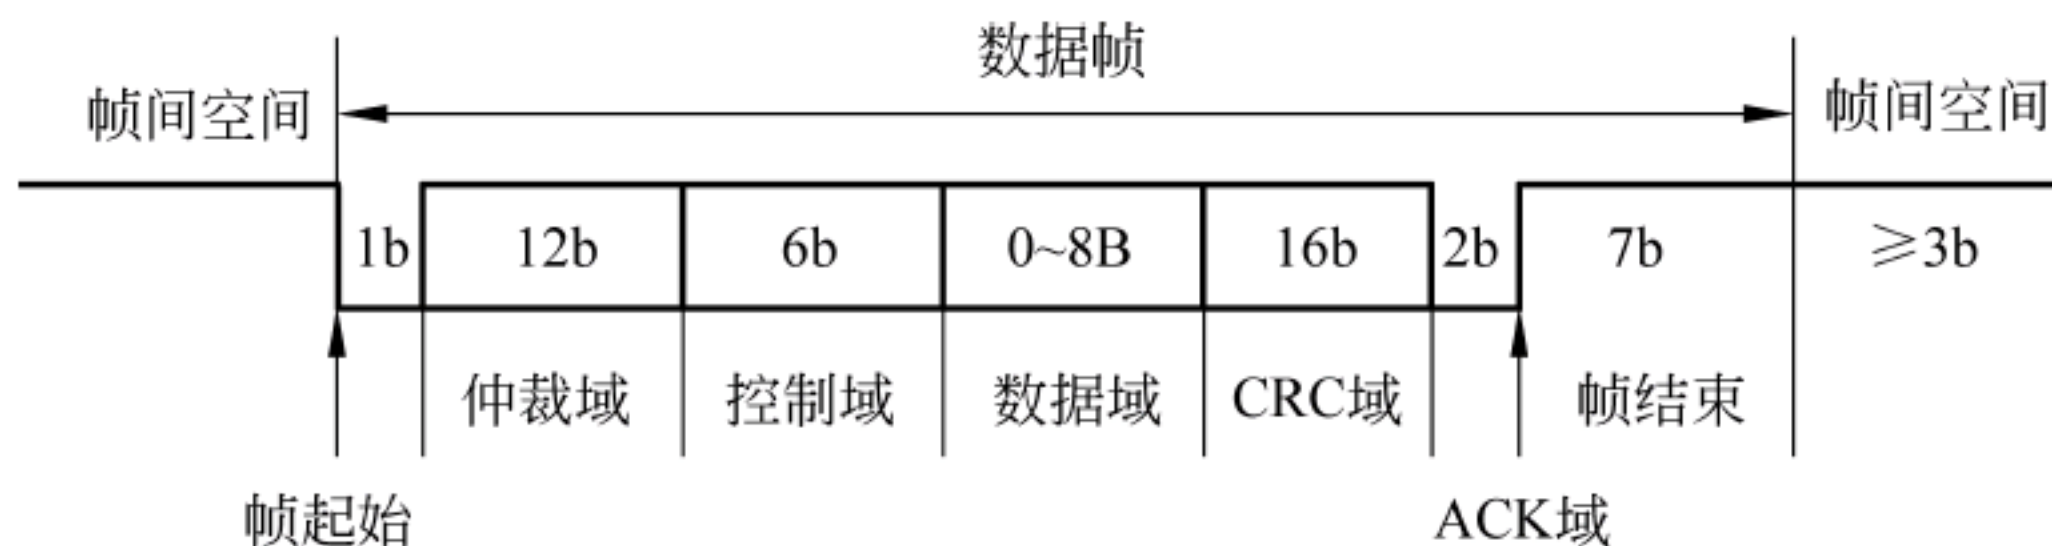 数据帧
帧间空间
帧间空间
1b
12b
6b
0~8B
16b
2b
7b
≥3b
仲裁域
控制域
数据域
CRC域
帧结束
帧起始
ACK域